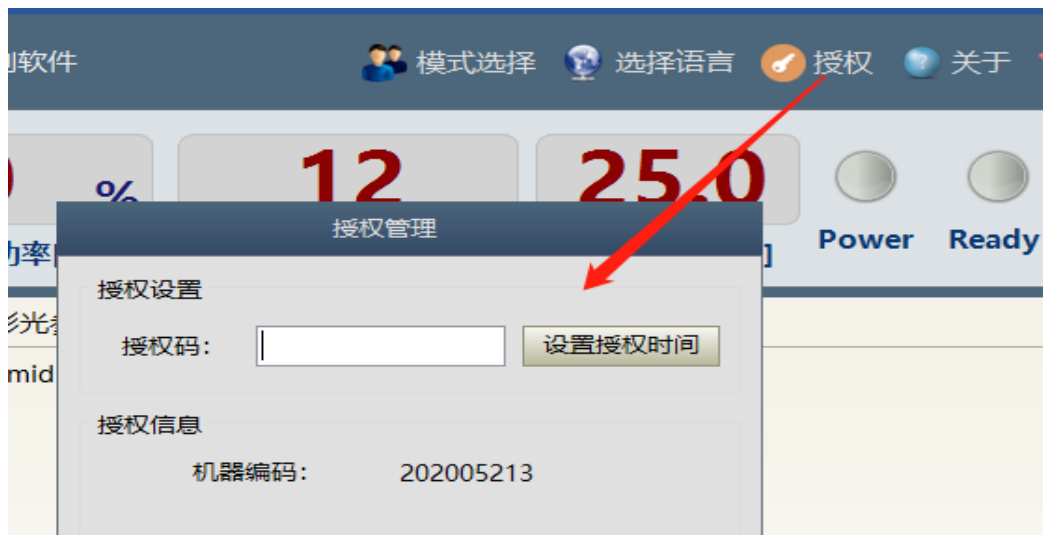 软件 模式选择 选择语言 授权 关于
% 12 25.0
授权管理
功率 ] Power Ready
授权设置
授权码： 设置授权时间
mid
授权信息
机器编码： 202005213